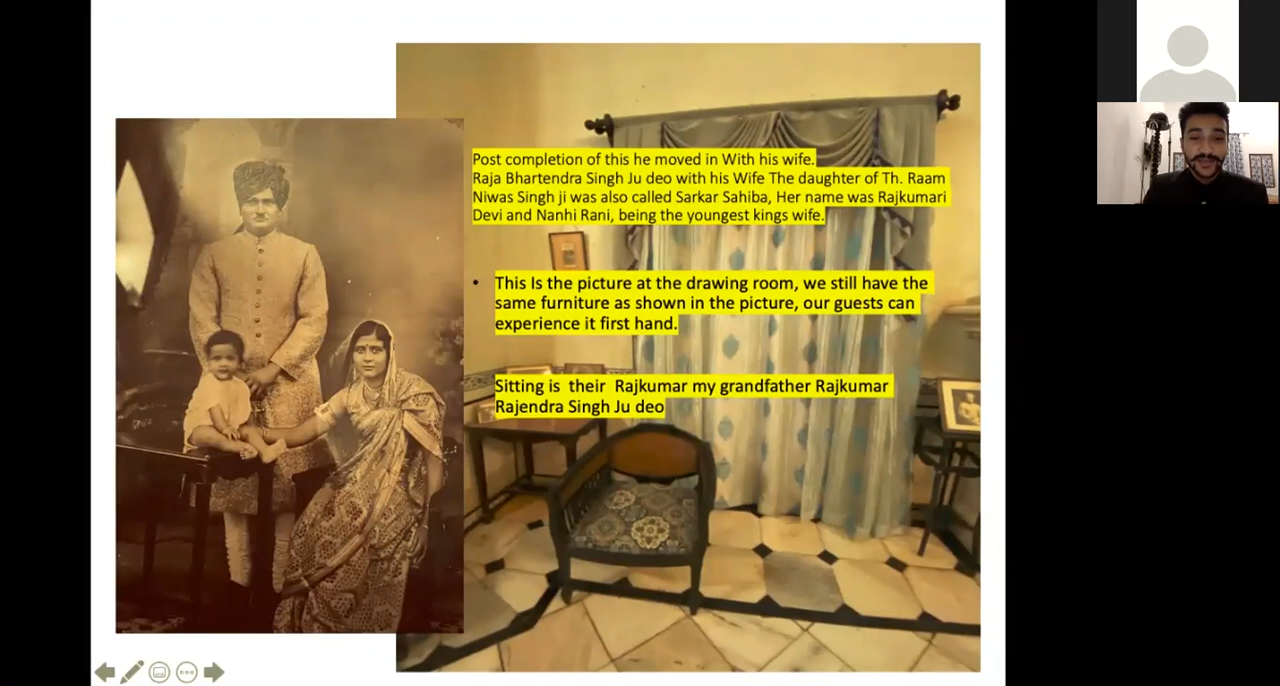 Post completion of this he moved in With his wife.
Raja Bhartendra Singh Ju deo with his Wife The daughter of Th. Raam
Niwas Singh ji was also called Sarkar Sahiba, Her name was Rajkumari
Devi and Nanhi Rani, being the youngest kings wife.
• This Is the picture at the drawing room, we still have the
same furniture as shown in the picture, our guests can
experience it first hand.
Sitting is their Rajkumar my grandfather Rajkumar
Rajendra Singh Ju deo